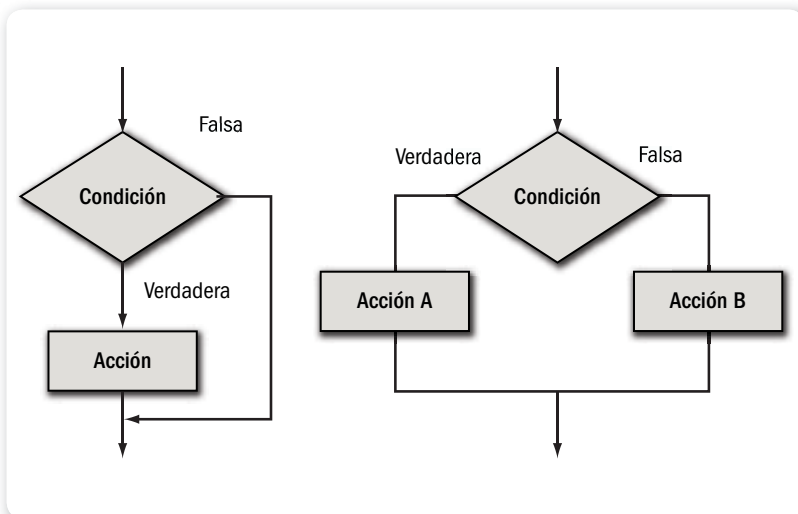 Falsa
Condición
Verdadera
Acción
Verdadera
Falsa
Condición
Acción A
Acción B